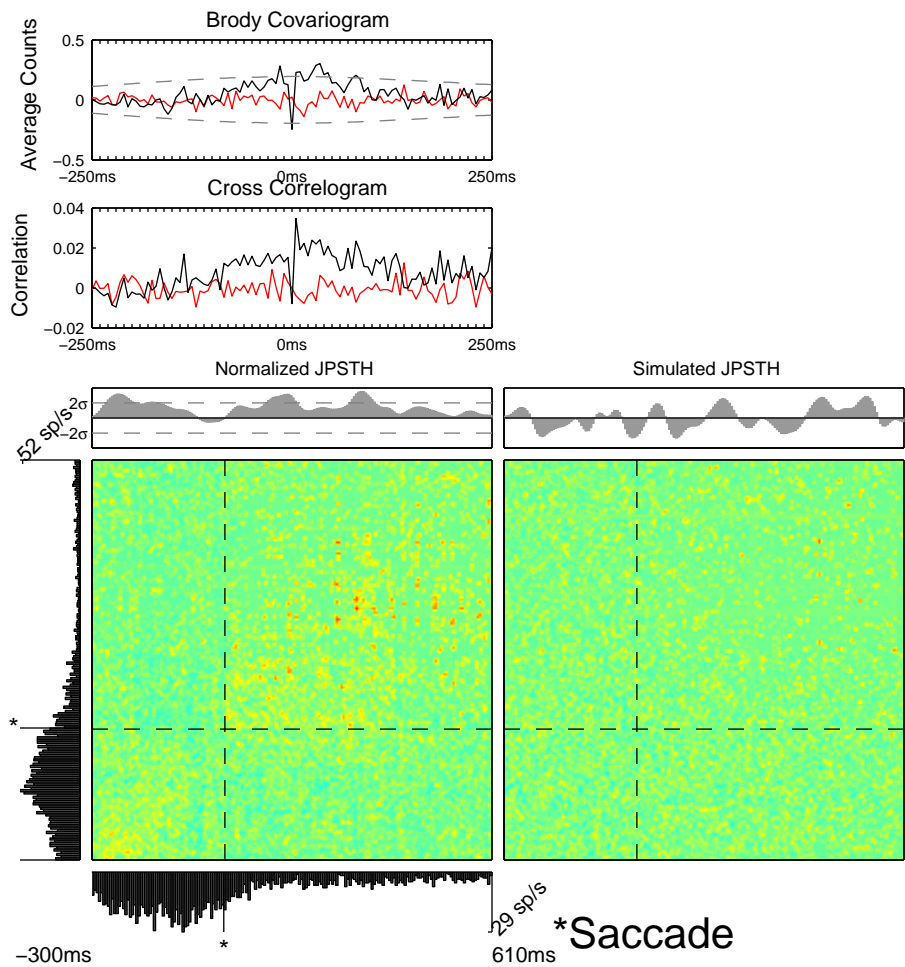 Brody Covariogram
Average Counts
0.5
0
−0.5
−250ms
0ms
250ms
Cross Correlogram
Correlation
0.04
0.02
0
−0.02
−250ms
0ms
250ms
Normalized JPSTH
Simulated JPSTH
2σ
−2σ
52 sp/s
*
*
29 sp/s
*Saccade
−300ms
610ms